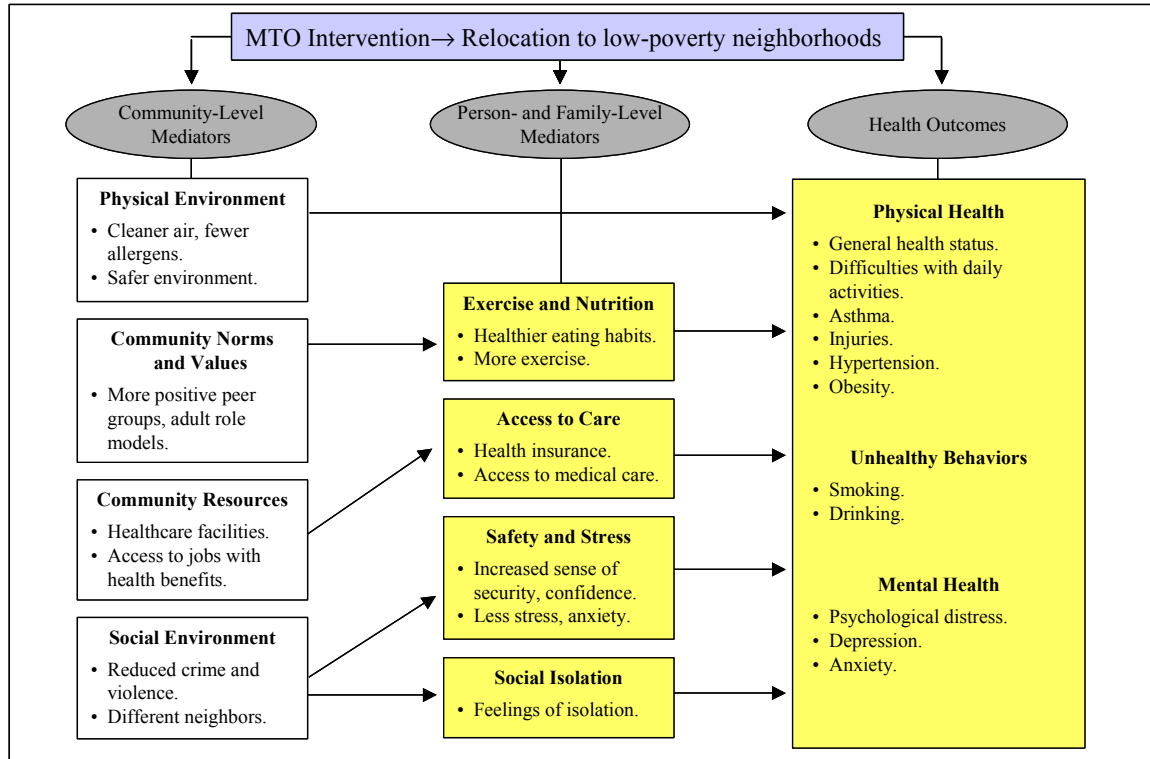 MTO Intervention→ Relocation to low-poverty neighborhoods
Community-Level
Mediators
Person- and Family-Level
Mediators
Health Outcomes
Physical Environment
• Cleaner air, fewer
allergens.
• Safer environment.
Community Norms
and Values
• More positive peer
groups, adult role
models.
Community Resources
• Healthcare facilities.
• Access to jobs with
health benefits.
Social Environment
• Reduced crime and
violence.
• Different neighbors.
Exercise and Nutrition
• Healthier eating habits.
• More exercise.
Access to Care
• Health insurance.
• Access to medical care.
Safety and Stress
• Increased sense of
security, confidence.
• Less stress, anxiety.
Social Isolation
• Feelings of isolation.
Physical Health
• General health status.
• Difficulties with daily
activities.
• Asthma.
• Injuries.
• Hypertension.
• Obesity.
Unhealthy Behaviors
• Smoking.
• Drinking.
Mental Health
• Psychological distress.
• Depression.
• Anxiety.